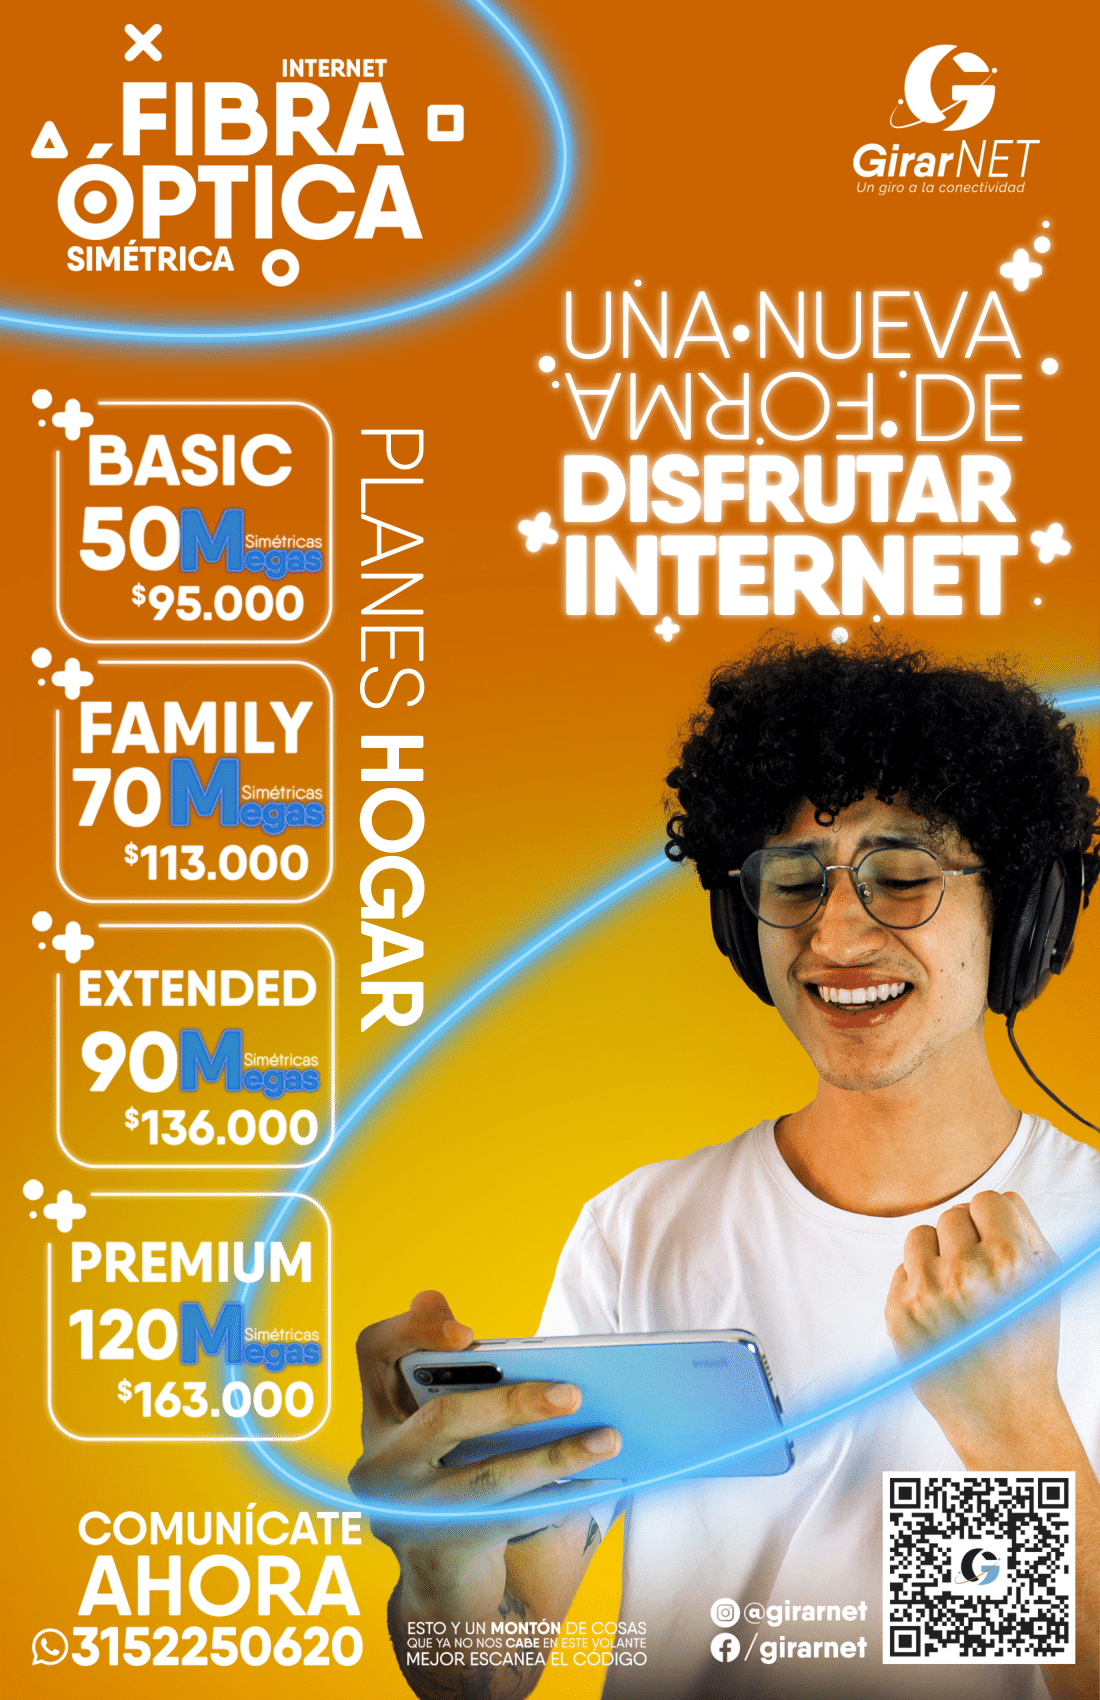 INTERNET
FIBRA
ÓPTICA
SIMÉTRICA
GirarNET
Un giro a la conectividad
UNA NUEVA
FORMA DE
DISFRUTAR
INTERNET
PLANES HOGAR
BASIC
50 Megas Simétricas
$95.000
FAMILY
70 Megas Simétricas
$113.000
EXTENDED
90 Megas Simétricas
$136.000
PREMIUM
120 Megas Simétricas
$163.000
Redmi
COMUNÍCATE
AHORA
3152250620
ESTO Y UN MONTÓN DE COSAS
QUE YA NO NOS CABE EN ESTE VOLANTE
MEJOR ESCANEA EL CÓDIGO
@girarnet
/girarnet